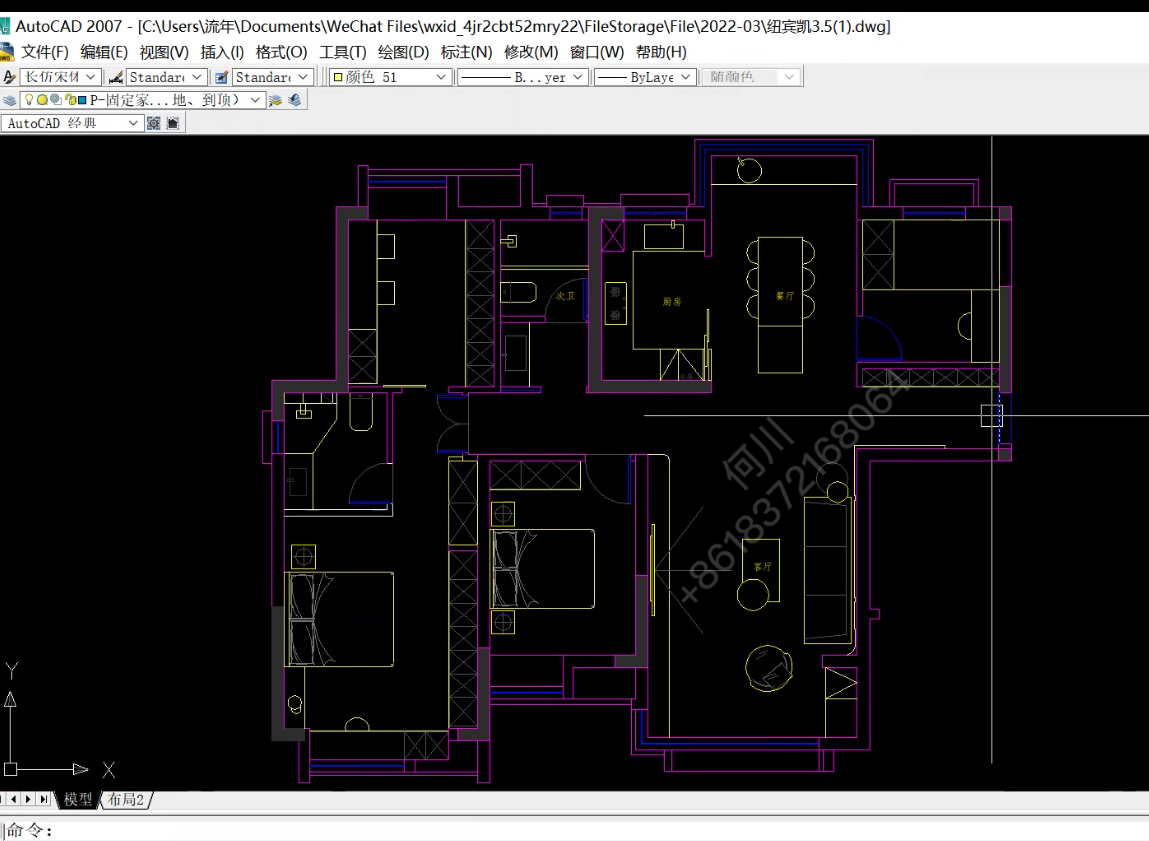 AutoCAD 2007 - [C:\Users\流年\Documents\WeChat Files\wxid_4jr2cbt52mry22\FileStorage\File\2022-03\纽宾凯3.5(1).dwg]
文件(F) 编辑(E) 视图(V) 插入(I) 格式(O) 工具(T) 绘图(D) 标注(N) 修改(M) 窗口(W) 帮助(H)
长仿宋体 Standar Standar 颜色 51 B...yer ByLaye 随颜色
P-固定家...地、到顶）
AutoCAD 经典
次卫
厨房
餐厅
何川
+8618372168064
客厅
Y
X
模型 布局2
命令：